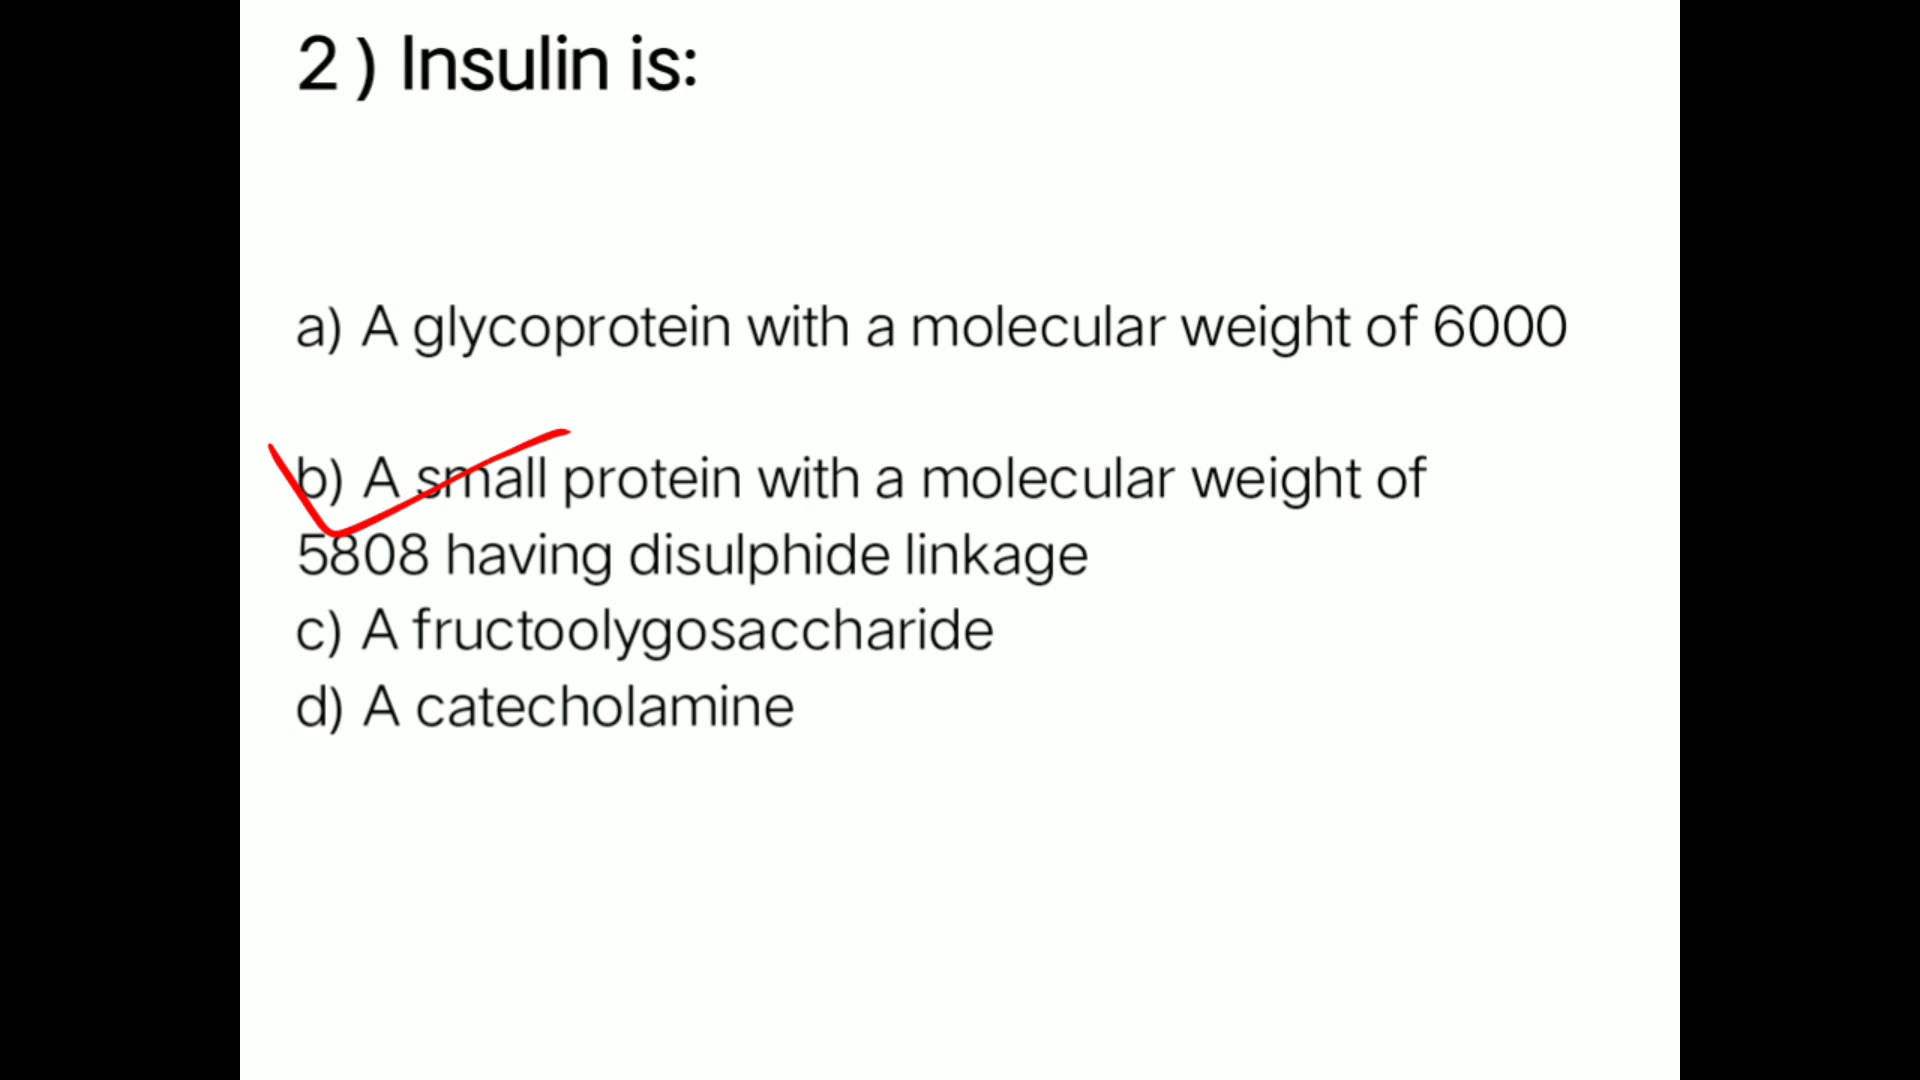 2 ) Insulin is:
a) A glycoprotein with a molecular weight of 6000
b) A small protein with a molecular weight of
5808 having disulphide linkage
c) A fructoolygosaccharide
d) A catecholamine